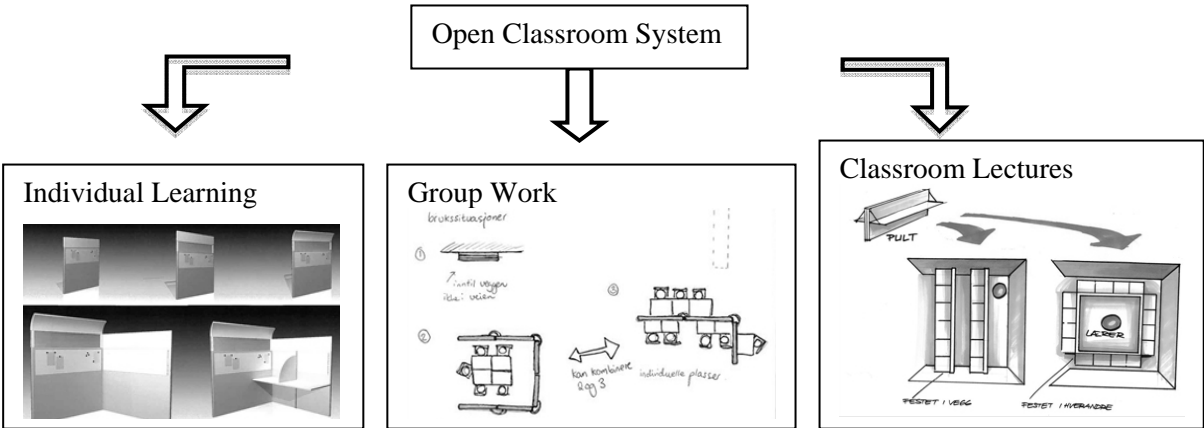 Open Classroom System
Individual Learning
Group Work
brukssituasjoner
1
inntil veggen
ikke i veien
2
kan kombinere
2 og 3
3
individuelle plasser
Classroom Lectures
PULT
LÆRER
FESTET I VEGG
FESTET I HVERANDRE